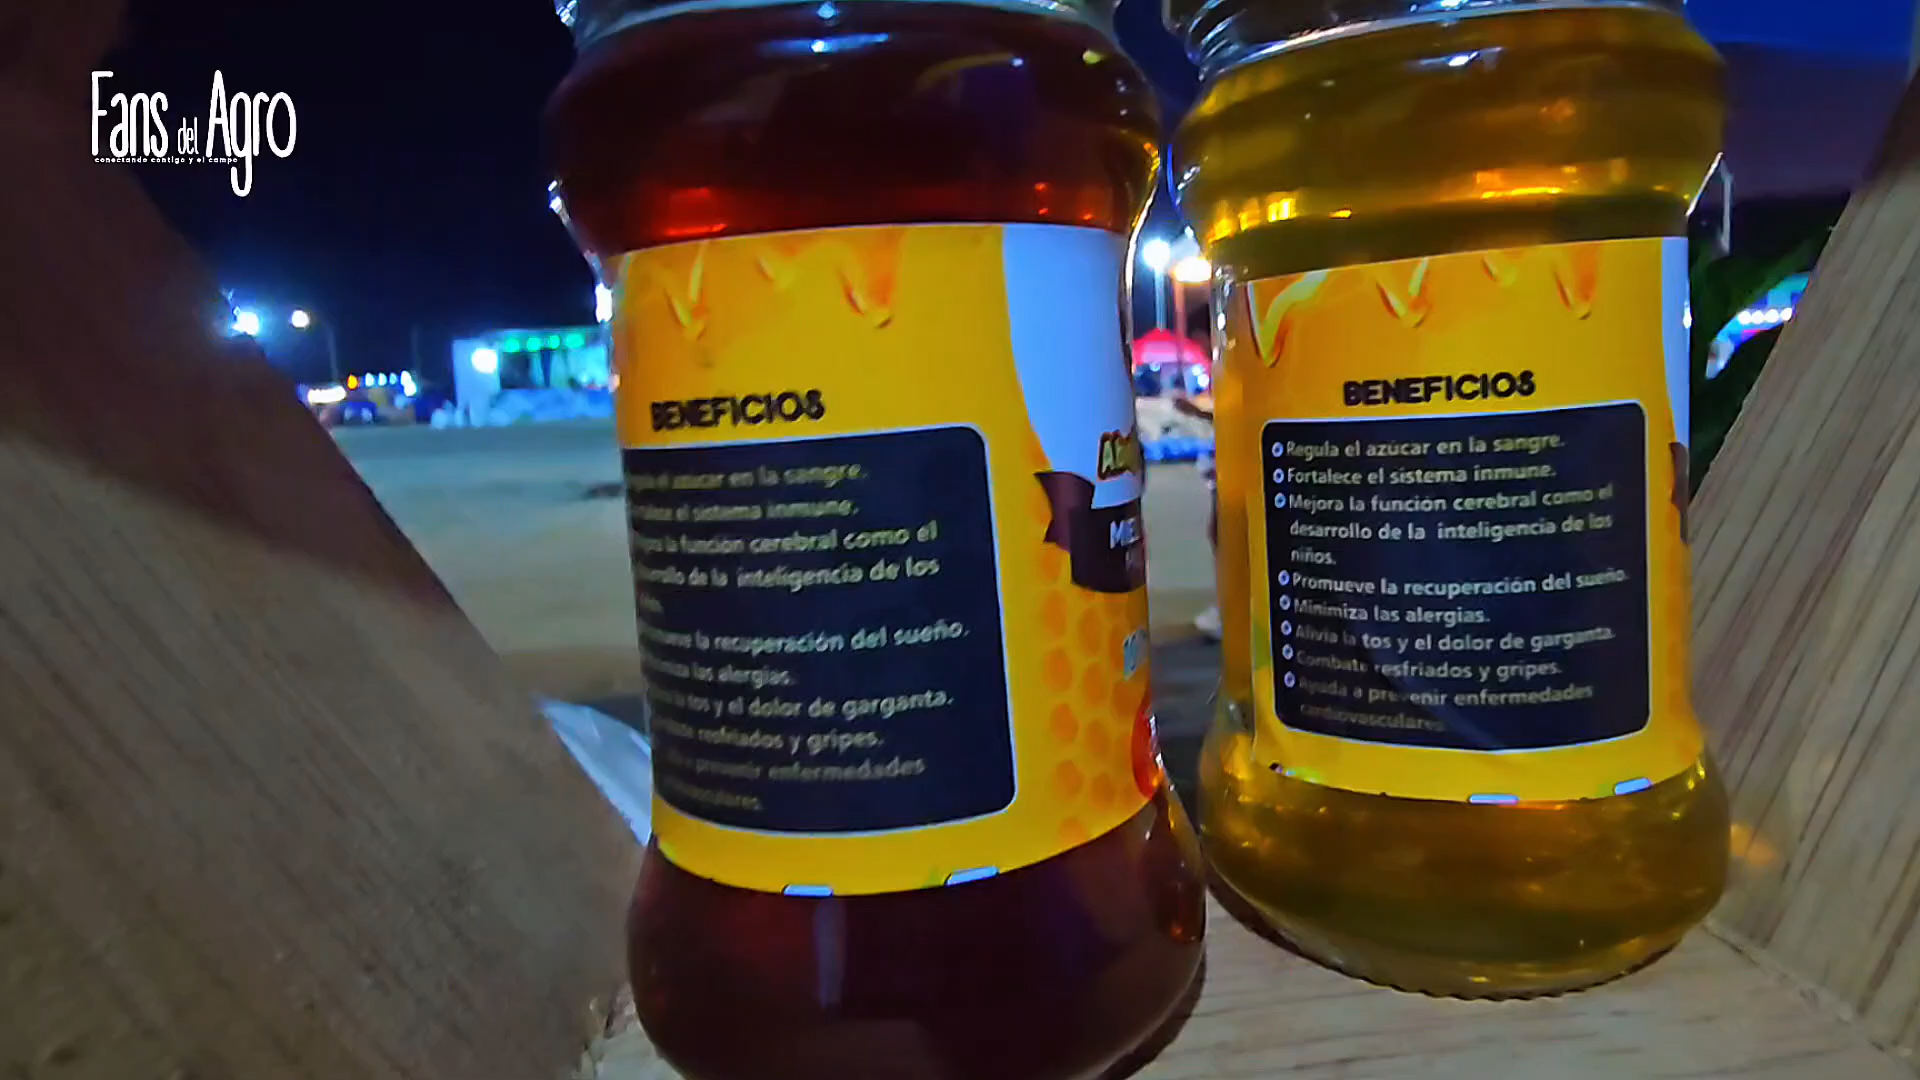 Fans del Agro
conectando contigo y el campo
BENEFICIOS
azúcar en la sangre.
el sistema inmune.
la función cerebral como el
de la inteligencia de los
la recuperación del sueño.
las alergias.
tos y el dolor de garganta.
resfriados y gripes.
prevenir enfermedades
BENEFICIOS
Regula el azúcar en la sangre.
Fortalece el sistema inmune.
Mejora la función cerebral como el
desarrollo de la inteligencia de los
niños.
Promueve la recuperación del sueño.
Minimiza las alergias.
Alivia la tos y el dolor de garganta.
Combate resfriados y gripes.
Ayuda a prevenir enfermedades
cardiovasculares.